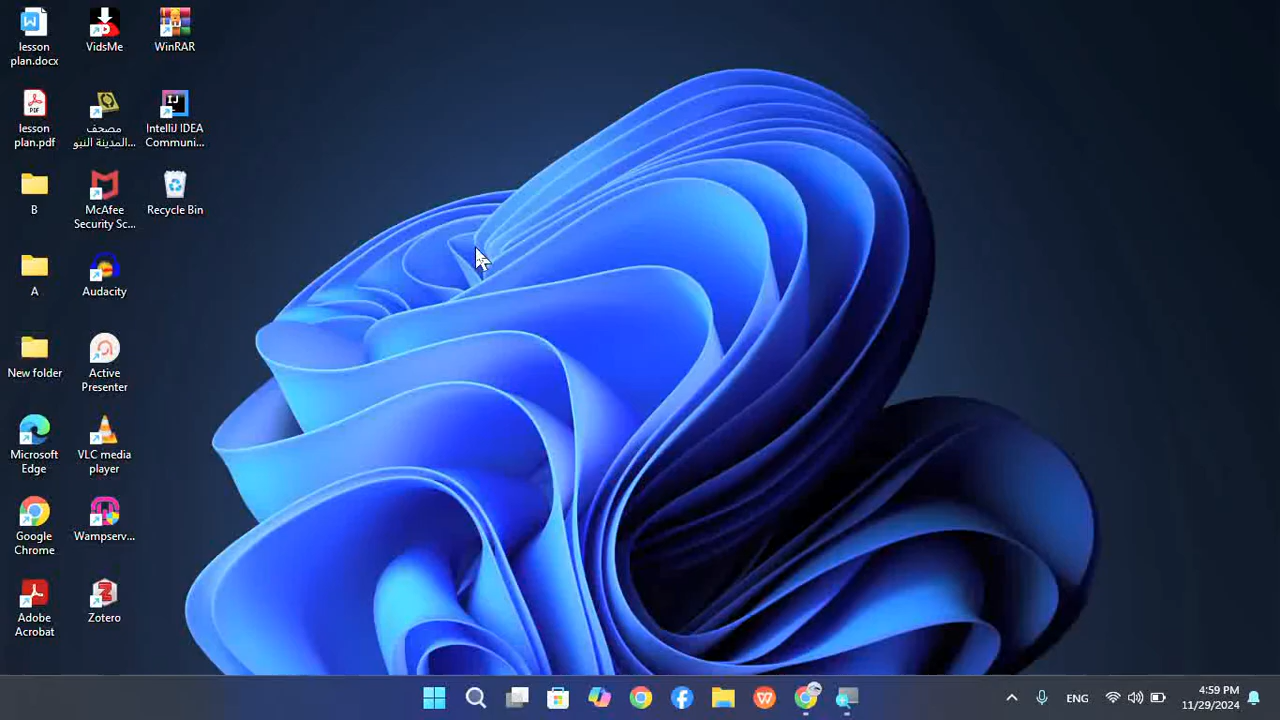 lesson
plan.docx
VidsMe
WinRAR
lesson
plan.pdf
مصحف
المدينة النبو...
IntelliJ IDEA
Communi...
B
McAfee
Security Sc...
Recycle Bin
A
Audacity
New folder
Active
Presenter
Microsoft
Edge
VLC media
player
Google
Chrome
Wampserv...
Adobe
Acrobat
Zotero
ENG
4:59 PM
11/29/2024